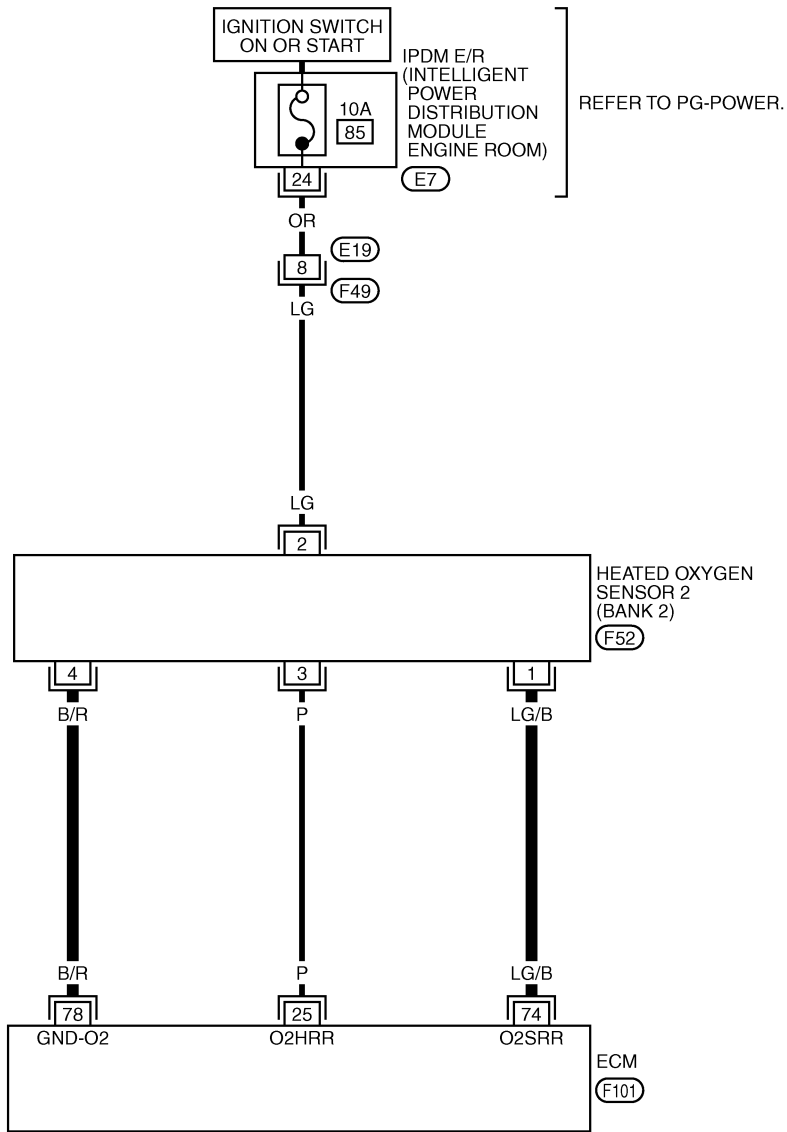 IGNITION SWITCH
ON OR START
IPDM E/R
(INTELLIGENT
POWER
DISTRIBUTION
MODULE
ENGINE ROOM)
REFER TO PG-POWER.
10A
85
24
E7
OR
E19
8
F49
LG
LG
2
HEATED OXYGEN
SENSOR 2
(BANK 2)
F52
4
3
1
B/R
P
LG/B
B/R
P
LG/B
78
25
74
GND-O2
O2HRR
O2SRR
ECM
F101